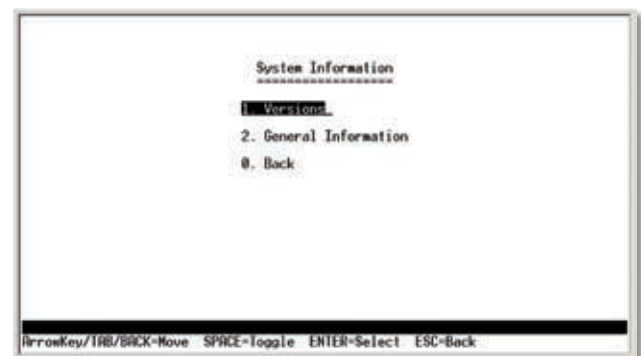 System Information
==================
1. Versions
2. General Information
0. Back
ArrowKey/TAB/BACK=Move SPACE=Toggle ENTER=Select ESC=Back